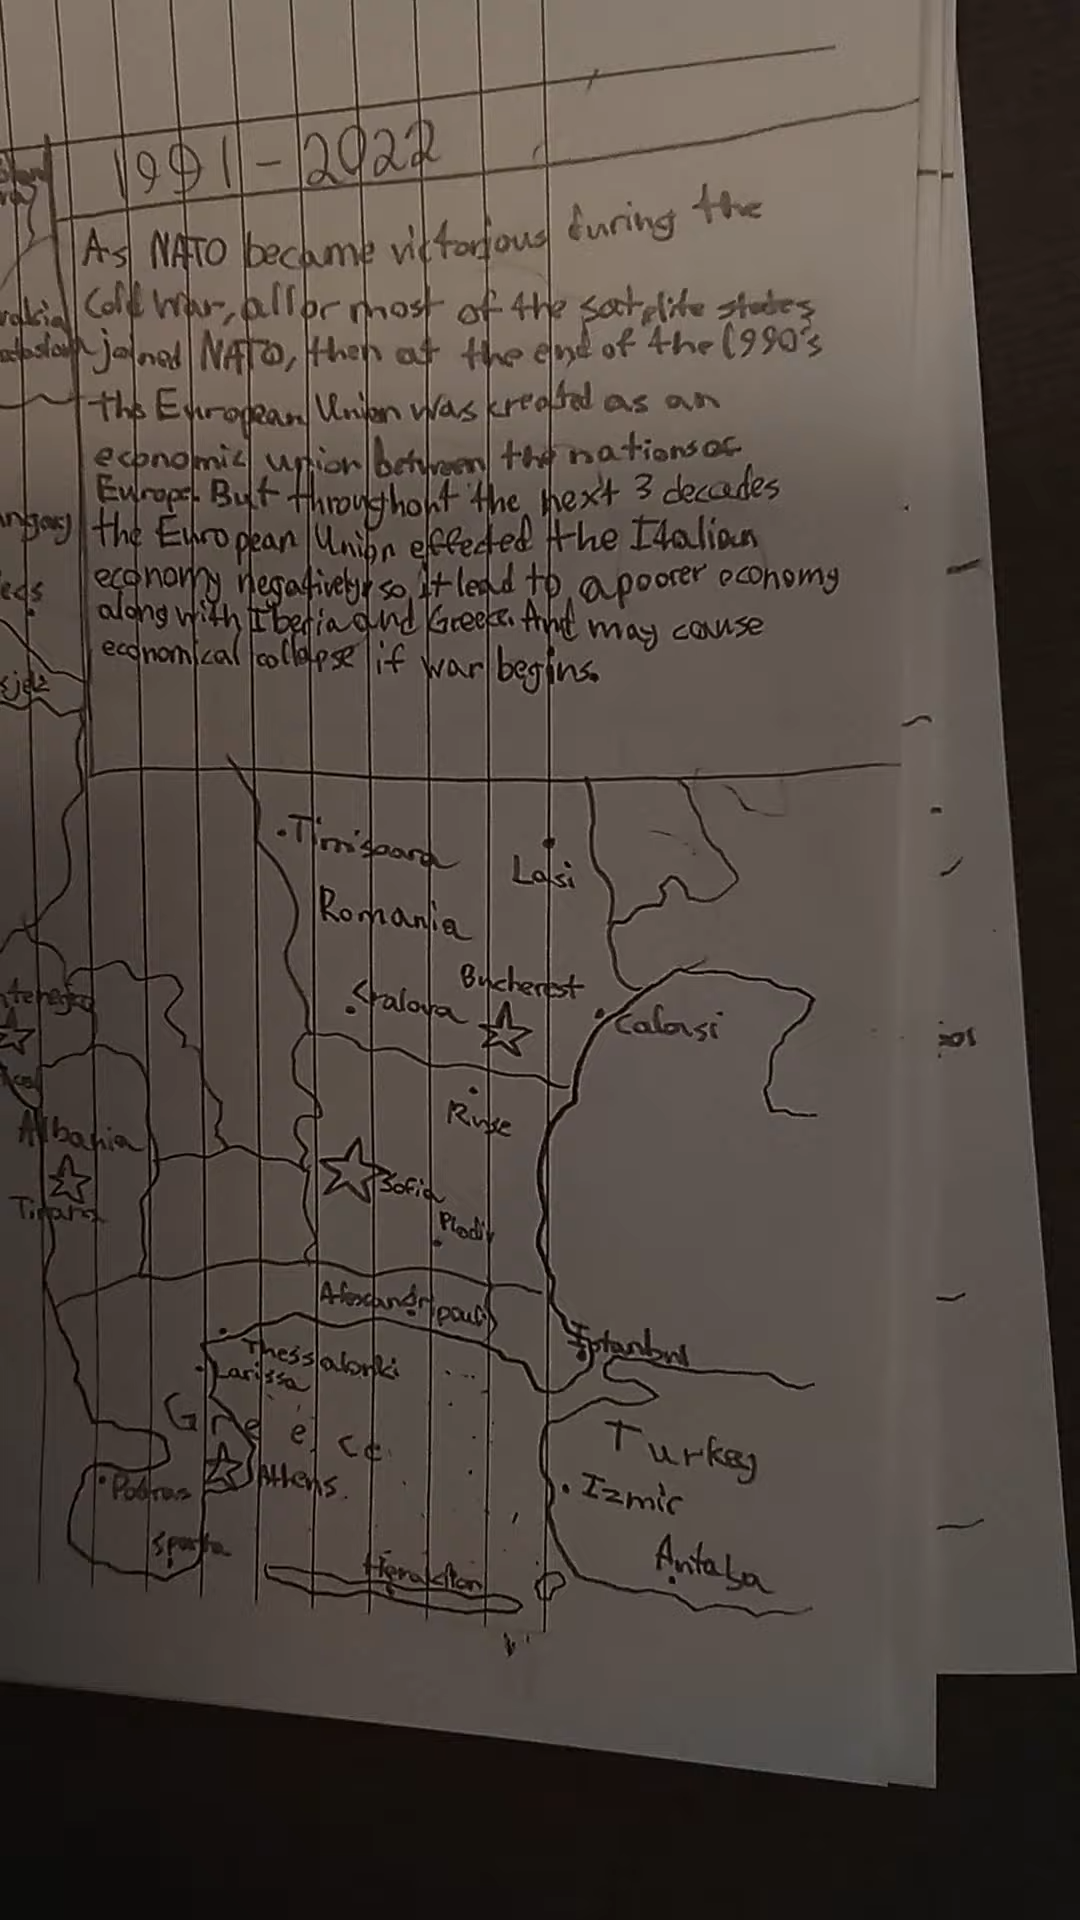 1991-2022
As NATO became victorious during the
Cold War, all or most of the satelite states
joined NATO, then at the end of the 1990's
the European Union was created as an
economic union between the nations of
Europe. But throughout the next 3 decades
the European Union effected the Italian
economy negatively, so it lead to a poorer economy
along with Iberia and Greece. And may cause
economical collapse if war begins.
Timisoara
Lasi
Romania
Bucherest
Cralova
Calarsi
Ruse
Albania
Sofia
Tirana
Plodiv
Alexandripouli
Istanbul
Thessaloniki
Larissa
Greece
Turkey
Athens
Izmir
Patras
Sparta
Heraklion
Antalya